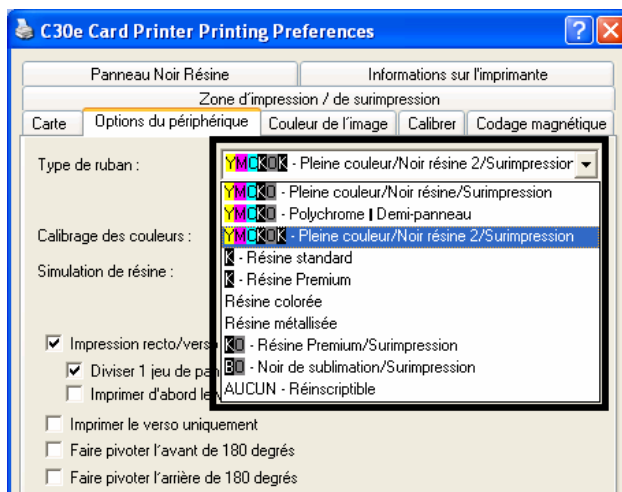 C30e Card Printer Printing Preferences
Panneau Noir Résine
Informations sur l'imprimante
Zone d'impression / de surimpression
Carte
Options du périphérique
Couleur de l'image
Calibrer
Codage magnétique
Type de ruban :
YMCKOK - Pleine couleur/Noir résine 2/Surimpression
YMCKO - Pleine couleur/Noir résine/Surimpression
YMCKO - Polychrome | Demi-panneau
YMCKOK - Pleine couleur/Noir résine 2/Surimpression
Calibrage des couleurs :
K - Résine standard
Simulation de résine :
K - Résine Premium
Résine colorée
Résine métallisée
Impression recto/verso
KO - Résine Premium/Surimpression
Diviser 1 jeu de
BO - Noir de sublimation/Surimpression
Imprimer d'abord le
AUCUN - Réinscriptible
Imprimer le verso uniquement
Faire pivoter l'avant de 180 degrés
Faire pivoter l'arrière de 180 degrés